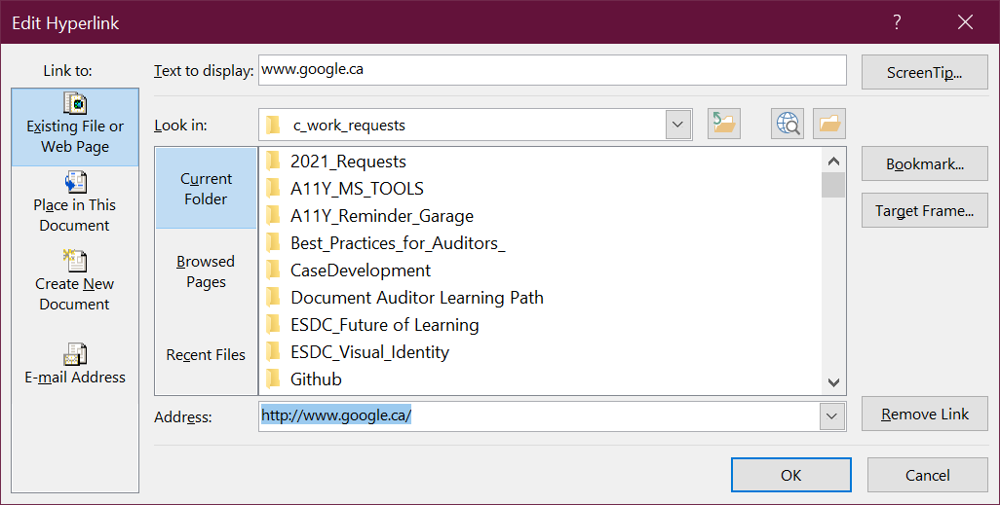 Edit Hyperlink
?
Link to:
Text to display:
www.google.ca
ScreenTip...
Existing File or
Web Page
Place in This
Document
Create New
Document
E-mail Address
Look in:
c_work_requests
Current
Folder
Browsed
Pages
Recent Files
2021_Requests
A11Y_MS_TOOLS
A11Y_Reminder_Garage
Best_Practices_for_Auditors_
CaseDevelopment
Document Auditor Learning Path
ESDC_Future of Learning
ESDC_Visual_Identity
Github
Bookmark...
Target Frame...
Address:
http://www.google.ca/
Remove Link
OK
Cancel